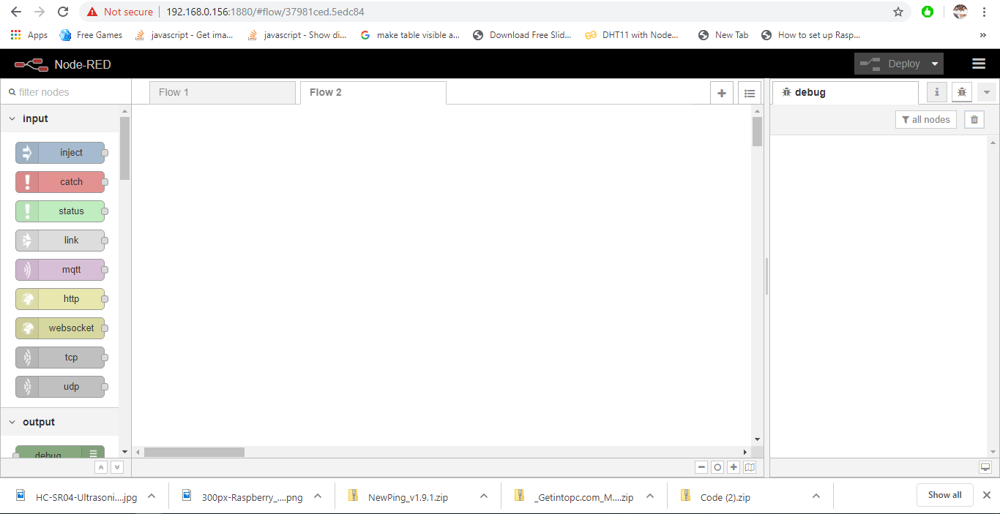 Not secure | 192.168.0.156:1880/#flow/37981ced.5edc84
Apps Free Games javascript - Get ima... javascript - Show di... make table visible a... Download Free Slid... DHT11 with Node... New Tab How to set up Rasp... »
Node-RED Deploy
filter nodes Flow 1 Flow 2 debug
input all nodes
inject
catch
status
link
mqtt
http
websocket
tcp
udp
output
debug
HC-SR04-Ultrasoni....jpg 300px-Raspberry_....png NewPing_v1.9.1.zip _Getintopc.com_M....zip Code (2).zip Show all